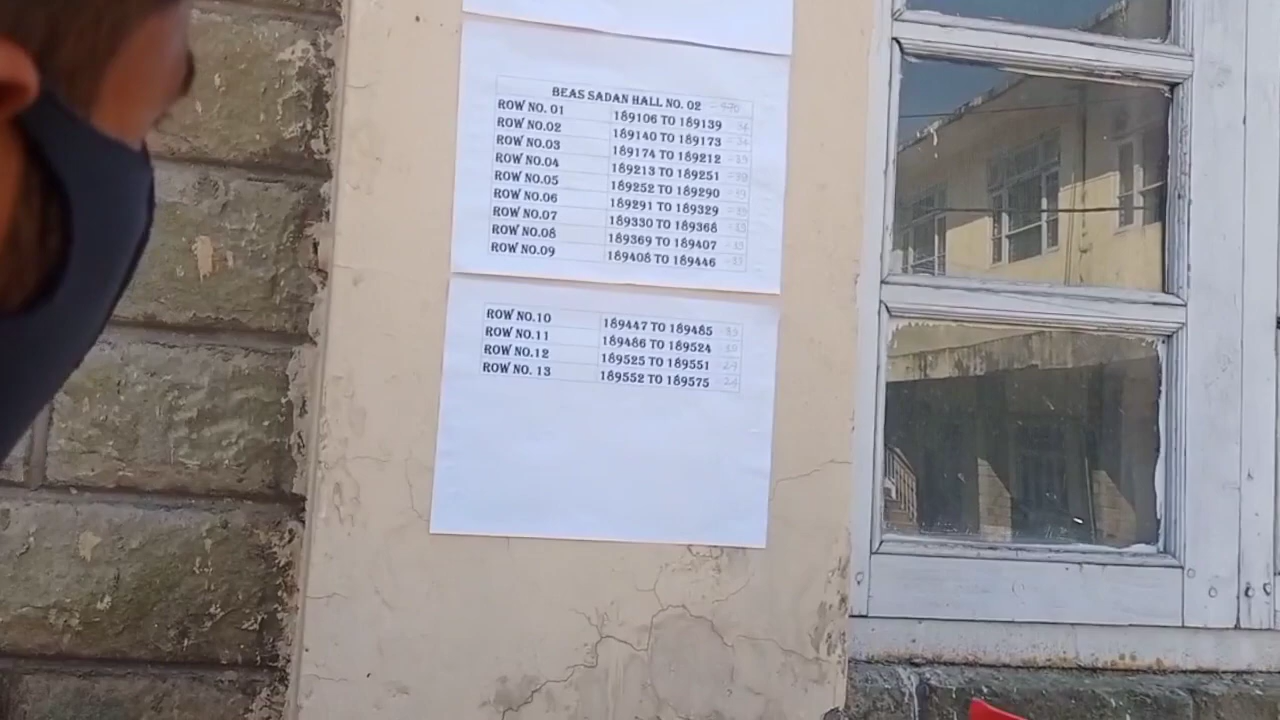 BEAS SADAN HALL NO. 02
ROW NO. 01 189106 TO 189139
ROW NO.02 189140 TO 189173
ROW NO.03 189174 TO 189212
ROW NO.04 189213 TO 189251
ROW NO.05 189252 TO 189290
ROW NO.06 189291 TO 189329
ROW NO.07 189330 TO 189368
ROW NO.08 189369 TO 189407
ROW NO.09 189408 TO 189446
ROW NO.10 189447 TO 189485
ROW NO.11 189486 TO 189524
ROW NO.12 189525 TO 189551 27
ROW NO. 13 189552 TO 189575 24